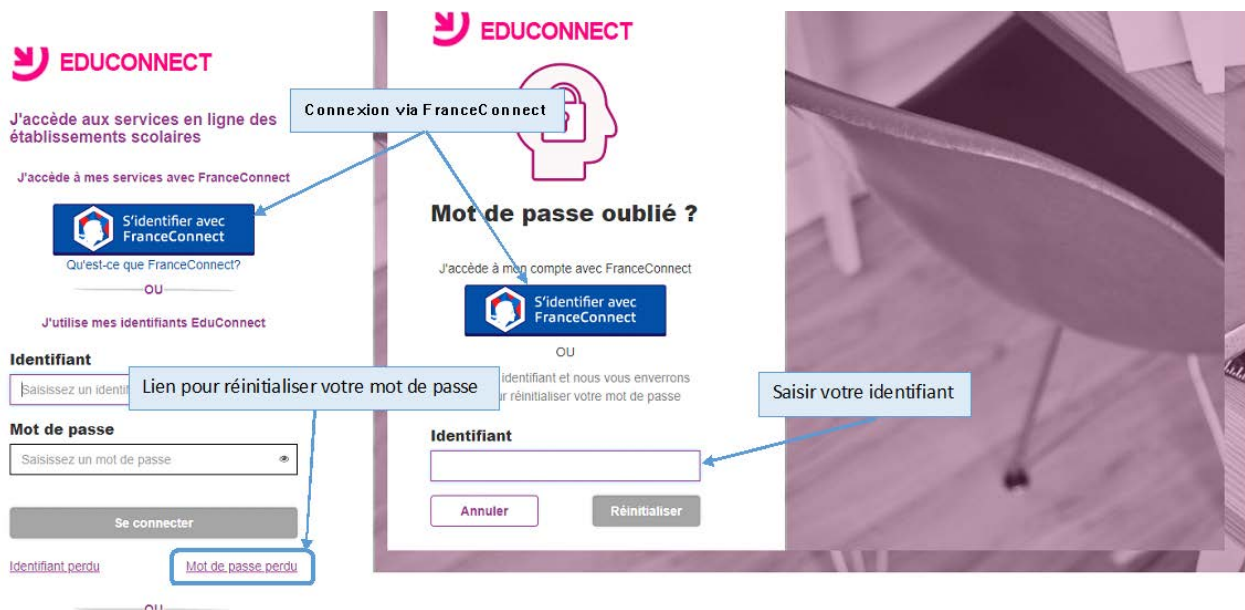 EDUCONNECT
J'accède aux services en ligne des
établissements scolaires
J'accède à mes services avec FranceConnect
S'identifier avec
FranceConnect
Qu'est-ce que FranceConnect?
OU
J'utilise mes identifiants EduConnect
Identifiant
Saisissez un identi
Lien pour réinitialiser votre mot de passe
Mot de passe
Saisissez un mot de passe
Se connecter
Identifiant perdu
Mot de passe perdu
OU
Connexion via FranceConnect
EDUCONNECT
Mot de passe oublié ?
J'accède à mon compte avec FranceConnect
S'identifier avec
FranceConnect
OU
identifiant et nous vous enverrons
réinitialiser votre mot de passe
Saisir votre identifiant
Identifiant
Annuler
Réinitialiser